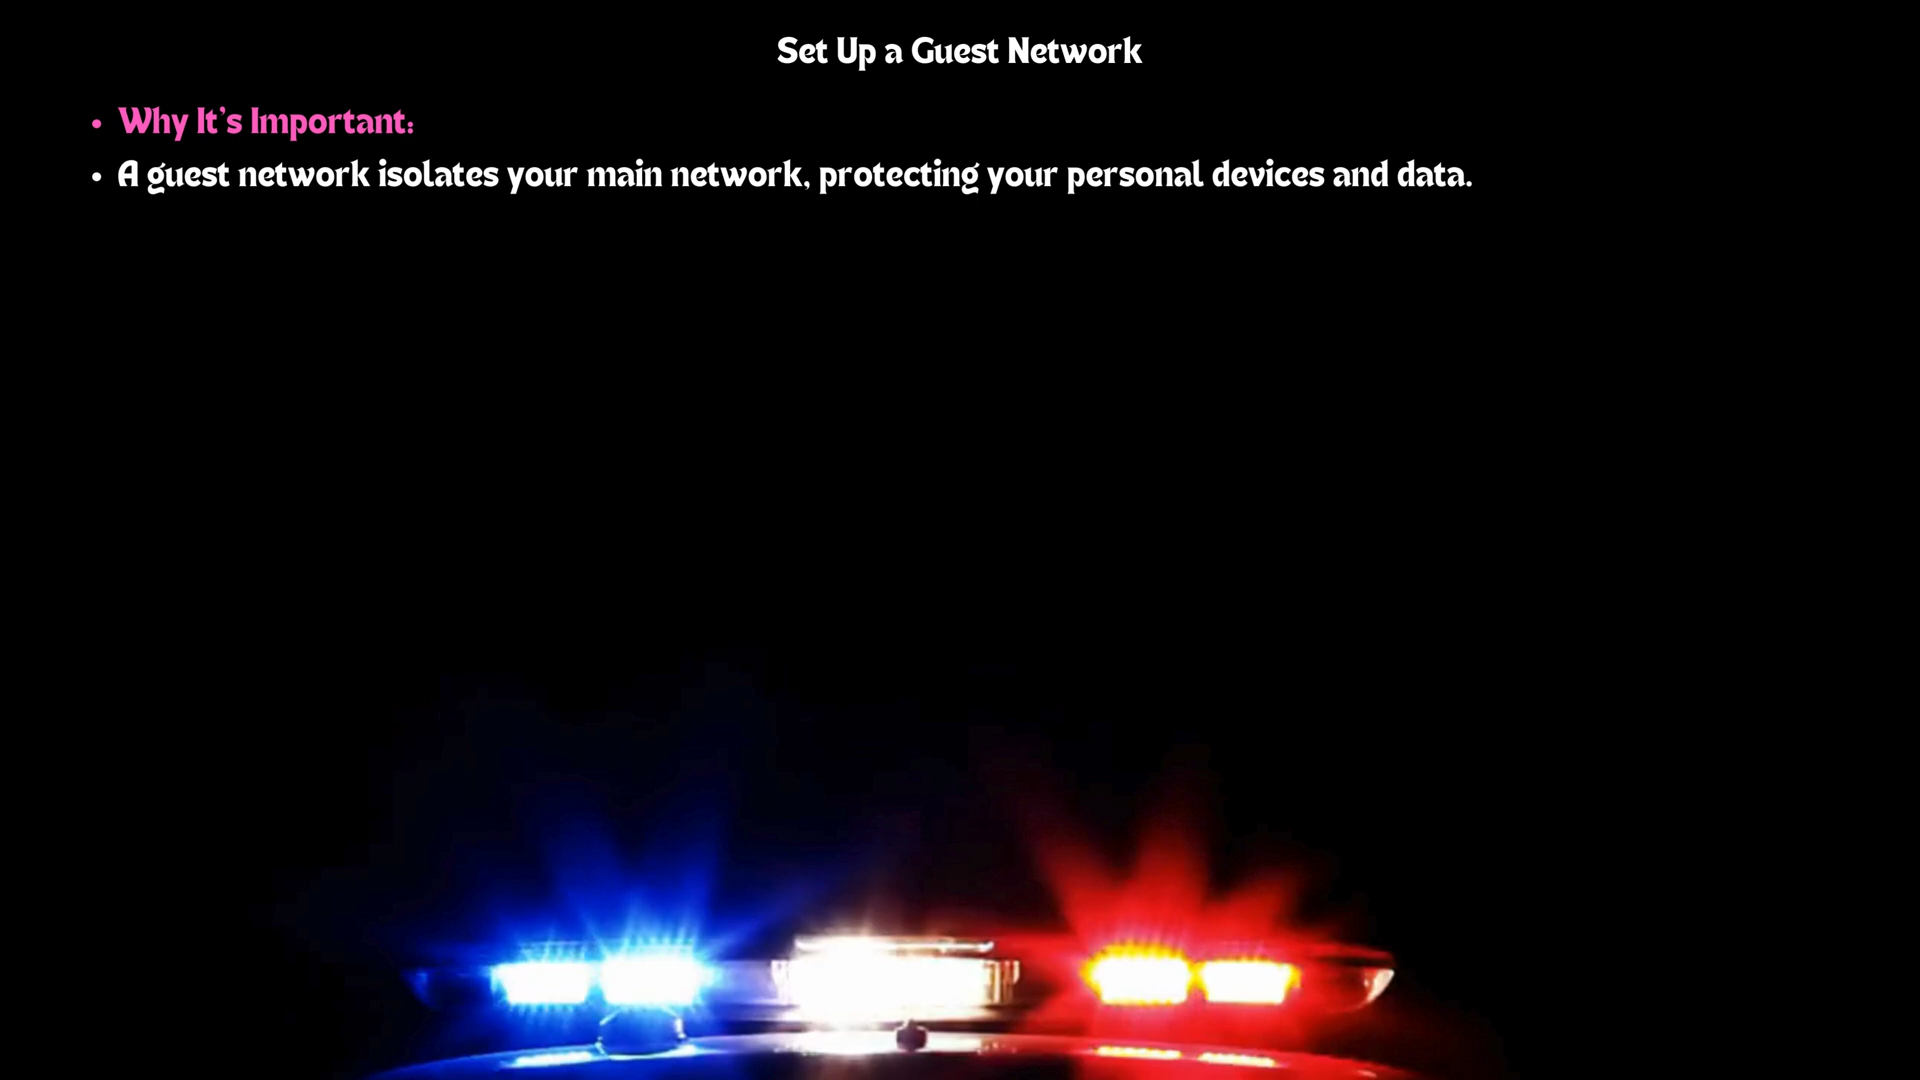 Set Up a Guest Network
• Why It's Important:
• A guest network isolates your main network, protecting your personal devices and data.